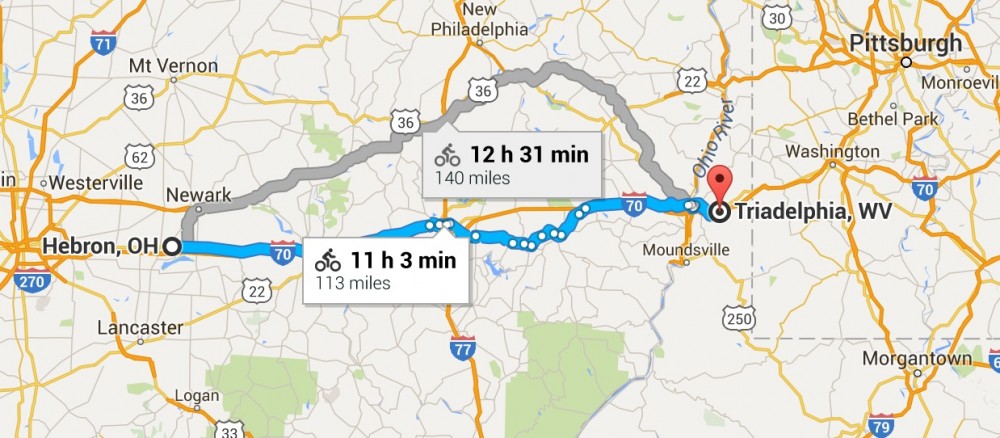 New
Philadelphia
30
Pittsburgh
71
Mt Vernon
36
36
22
Monroevil
36
Bethel Park
62
12 h 31 min
140 miles
Ohio River
Washington
70
in
Westerville
Newark
70
Triadelphia, WV
Hebron, OH
70
11 h 3 min
113 miles
Moundsville
270
22
250
Lancaster
77
Morgantown
Logan
33
79